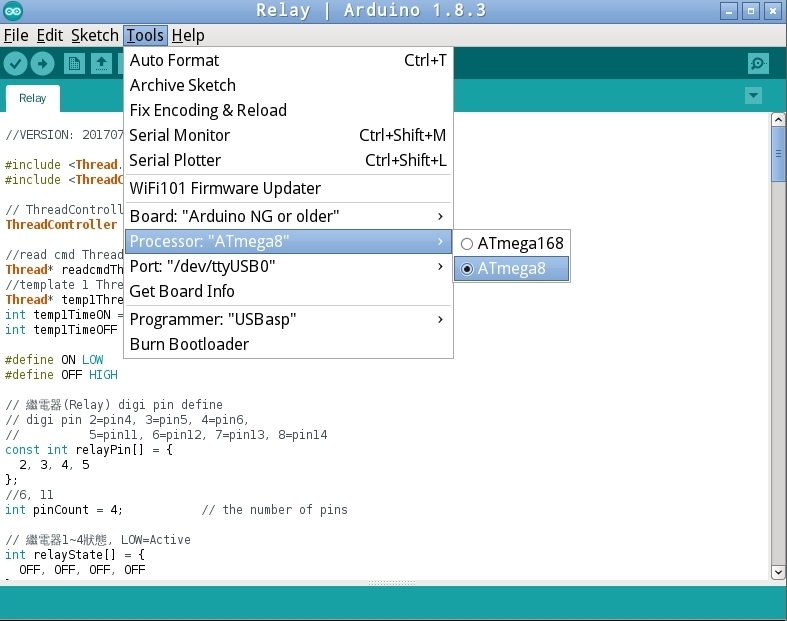 Relay | Arduino 1.8.3
File Edit Sketch Tools Help
Auto Format Ctrl+T
Archive Sketch
Fix Encoding & Reload
Serial Monitor Ctrl+Shift+M
Serial Plotter Ctrl+Shift+L
WiFi101 Firmware Updater
Board: "Arduino NG or older"
Processor: "ATmega8"
Port: "/dev/ttyUSB0"
Get Board Info
Programmer: "USBasp"
Burn Bootloader
ATmega168
ATmega8
Relay
//VERSION: 201707
#include <Thread.
#include <ThreadC
// ThreadControll
ThreadController
//read cmd Thread
Thread* readcmdTh
//template 1 Thre
Thread* temp1Thre
int temp1TimeON =
int temp1TimeOFF
#define ON LOW
#define OFF HIGH
// 繼電器(Relay) digi pin define
// digi pin 2=pin4, 3=pin5, 4=pin6,
//          5=pin11, 6=pin12, 7=pin13, 8=pin14
const int relayPin[] = {
  2, 3, 4, 5
};
//6, 11
int pinCount = 4;           // the number of pins
// 繼電器1~4狀態, LOW=Active
int relayState[] = {
  OFF, OFF, OFF, OFF